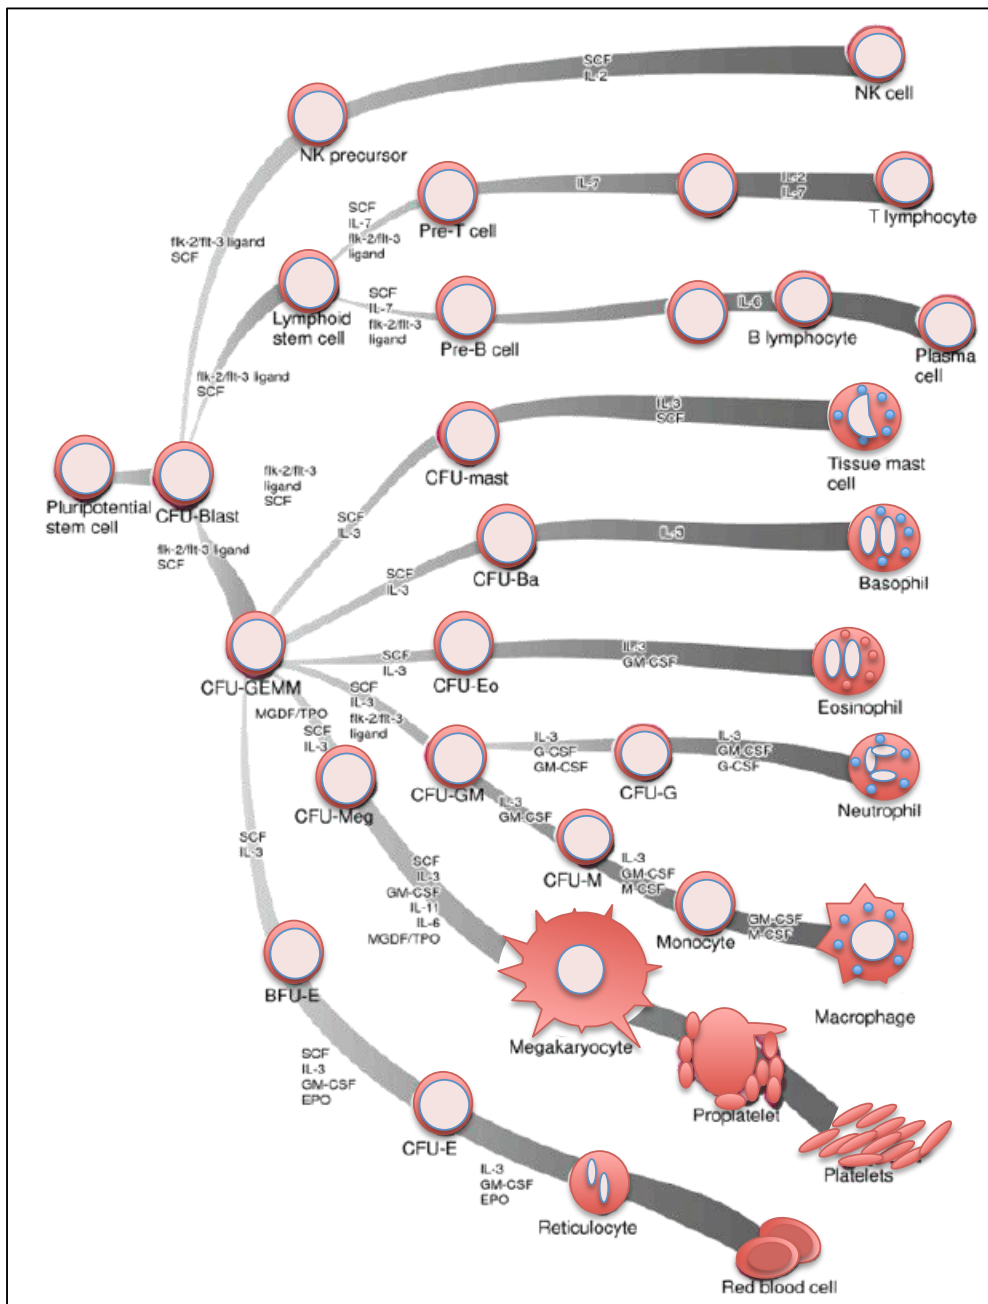 SCF
IL-2
NK cell
NK precursor
flk-2/flt-3 ligand
SCF
SCF
IL-7
flk-2/flt-3
ligand
Pre-T cell
IL-7
IL-2
IL-7
T lymphocyte
Lymphoid
stem cell
SCF
IL-7
flk-2/flt-3
ligand
Pre-B cell
IL-6
B lymphocyte
Plasma
cell
flk-2/flt-3 ligand
SCF
Pluripotential
stem cell
CFU-Blast
flk-2/flt-3
ligand
SCF
flk-2/flt-3 ligand
SCF
SCF
IL-3
CFU-mast
IL-3
SCF
Tissue mast
cell
SCF
IL-3
CFU-Ba
IL-3
Basophil
CFU-GEMM
SCF
IL-3
CFU-Eo
IL-3
GM-CSF
Eosinophil
SCF
IL-3
flk-2/flt-3
ligand
CFU-GM
IL-3
G-CSF
GM-CSF
CFU-G
IL-3
GM-CSF
G-CSF
Neutrophil
MGDF/TPO
SCF
IL-3
CFU-Meg
IL-3
GM-CSF
CFU-M
IL-3
GM-CSF
M-CSF
Monocyte
GM-CSF
M-CSF
Macrophage
SCF
IL-3
GM-CSF
IL-11
IL-6
MGDF/TPO
Megakaryocyte
Proplatelet
Platelets
SCF
IL-3
BFU-E
SCF
IL-3
GM-CSF
EPO
CFU-E
IL-3
GM-CSF
EPO
Reticulocyte
Red blood cell